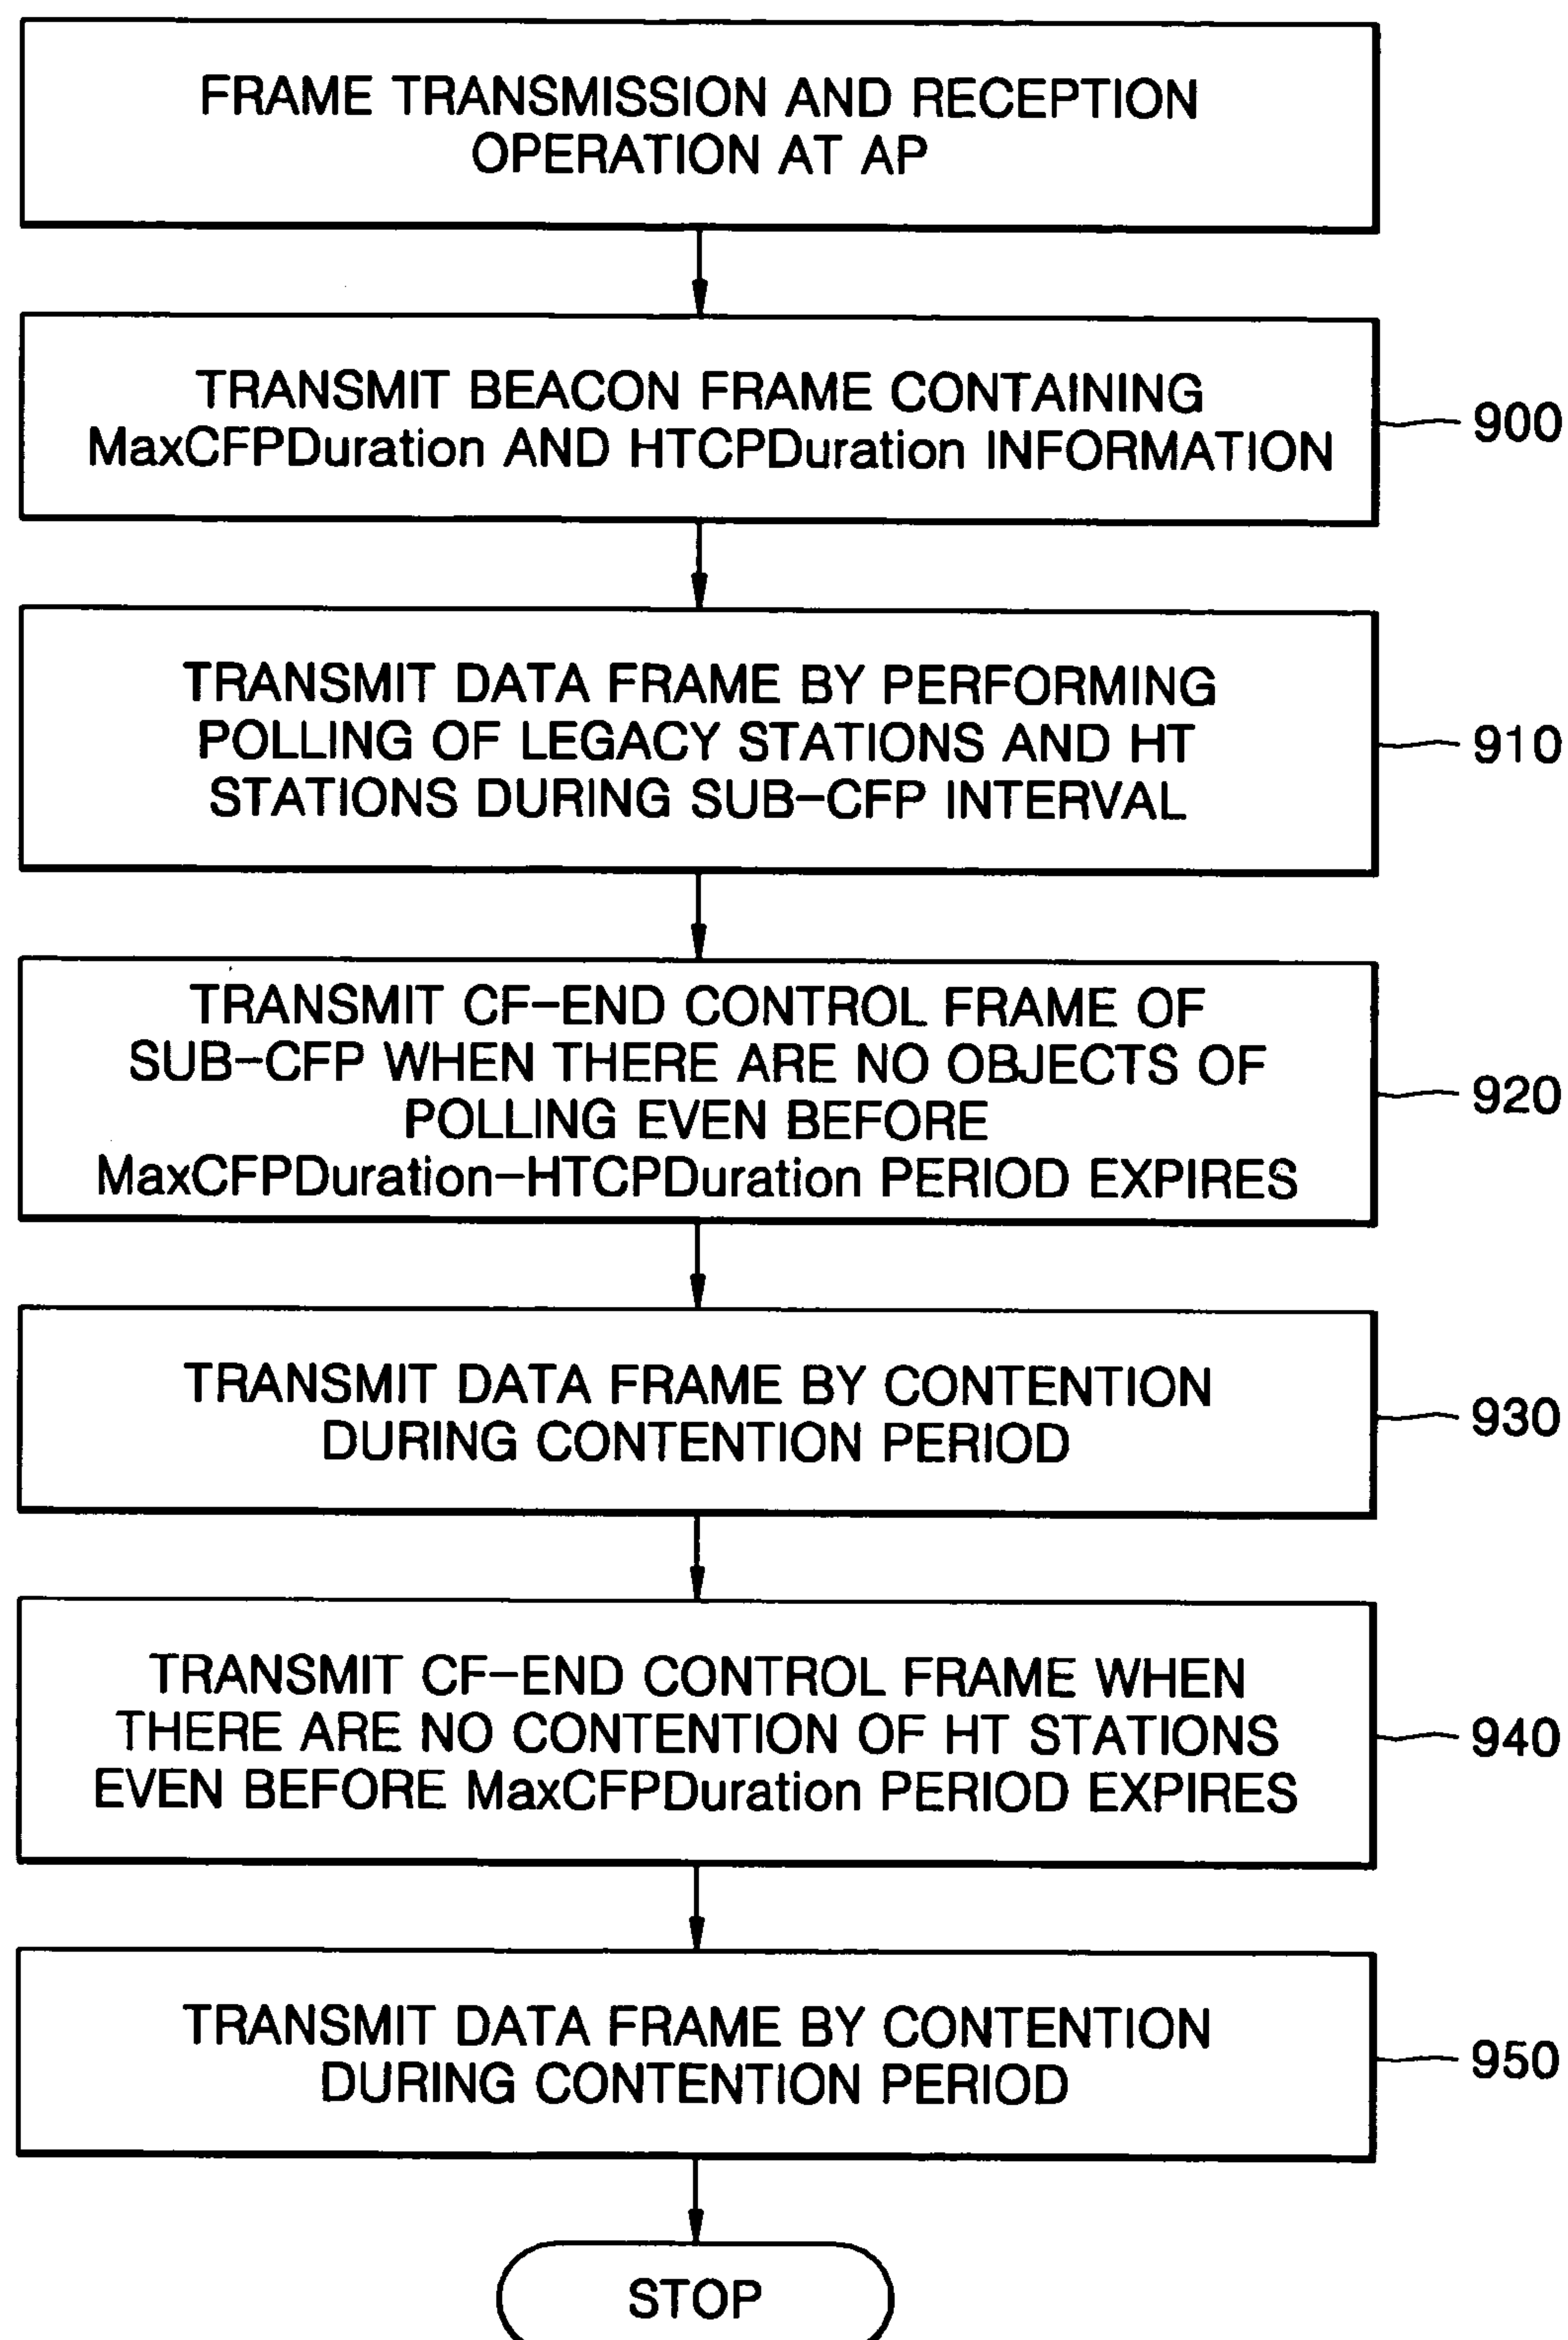 FRAME TRANSMISSION AND RECEPTION
OPERATION AT AP
TRANSMIT BEACON FRAME CONTAINING
MaxCFPDuration AND HTCPDuration INFORMATION
900
TRANSMIT DATA FRAME BY PERFORMING
POLLING OF LEGACY STATIONS AND HT
STATIONS DURING SUB-CFP INTERVAL
910
TRANSMIT CF-END CONTROL FRAME OF
SUB-CFP WHEN THERE ARE NO OBJECTS OF
POLLING EVEN BEFORE
MaxCFPDuration-HTCPDuration PERIOD EXPIRES
920
TRANSMIT DATA FRAME BY CONTENTION
DURING CONTENTION PERIOD
930
TRANSMIT CF-END CONTROL FRAME WHEN
THERE ARE NO CONTENTION OF HT STATIONS
EVEN BEFORE MaxCFPDuration PERIOD EXPIRES
940
TRANSMIT DATA FRAME BY CONTENTION
DURING CONTENTION PERIOD
950
STOP